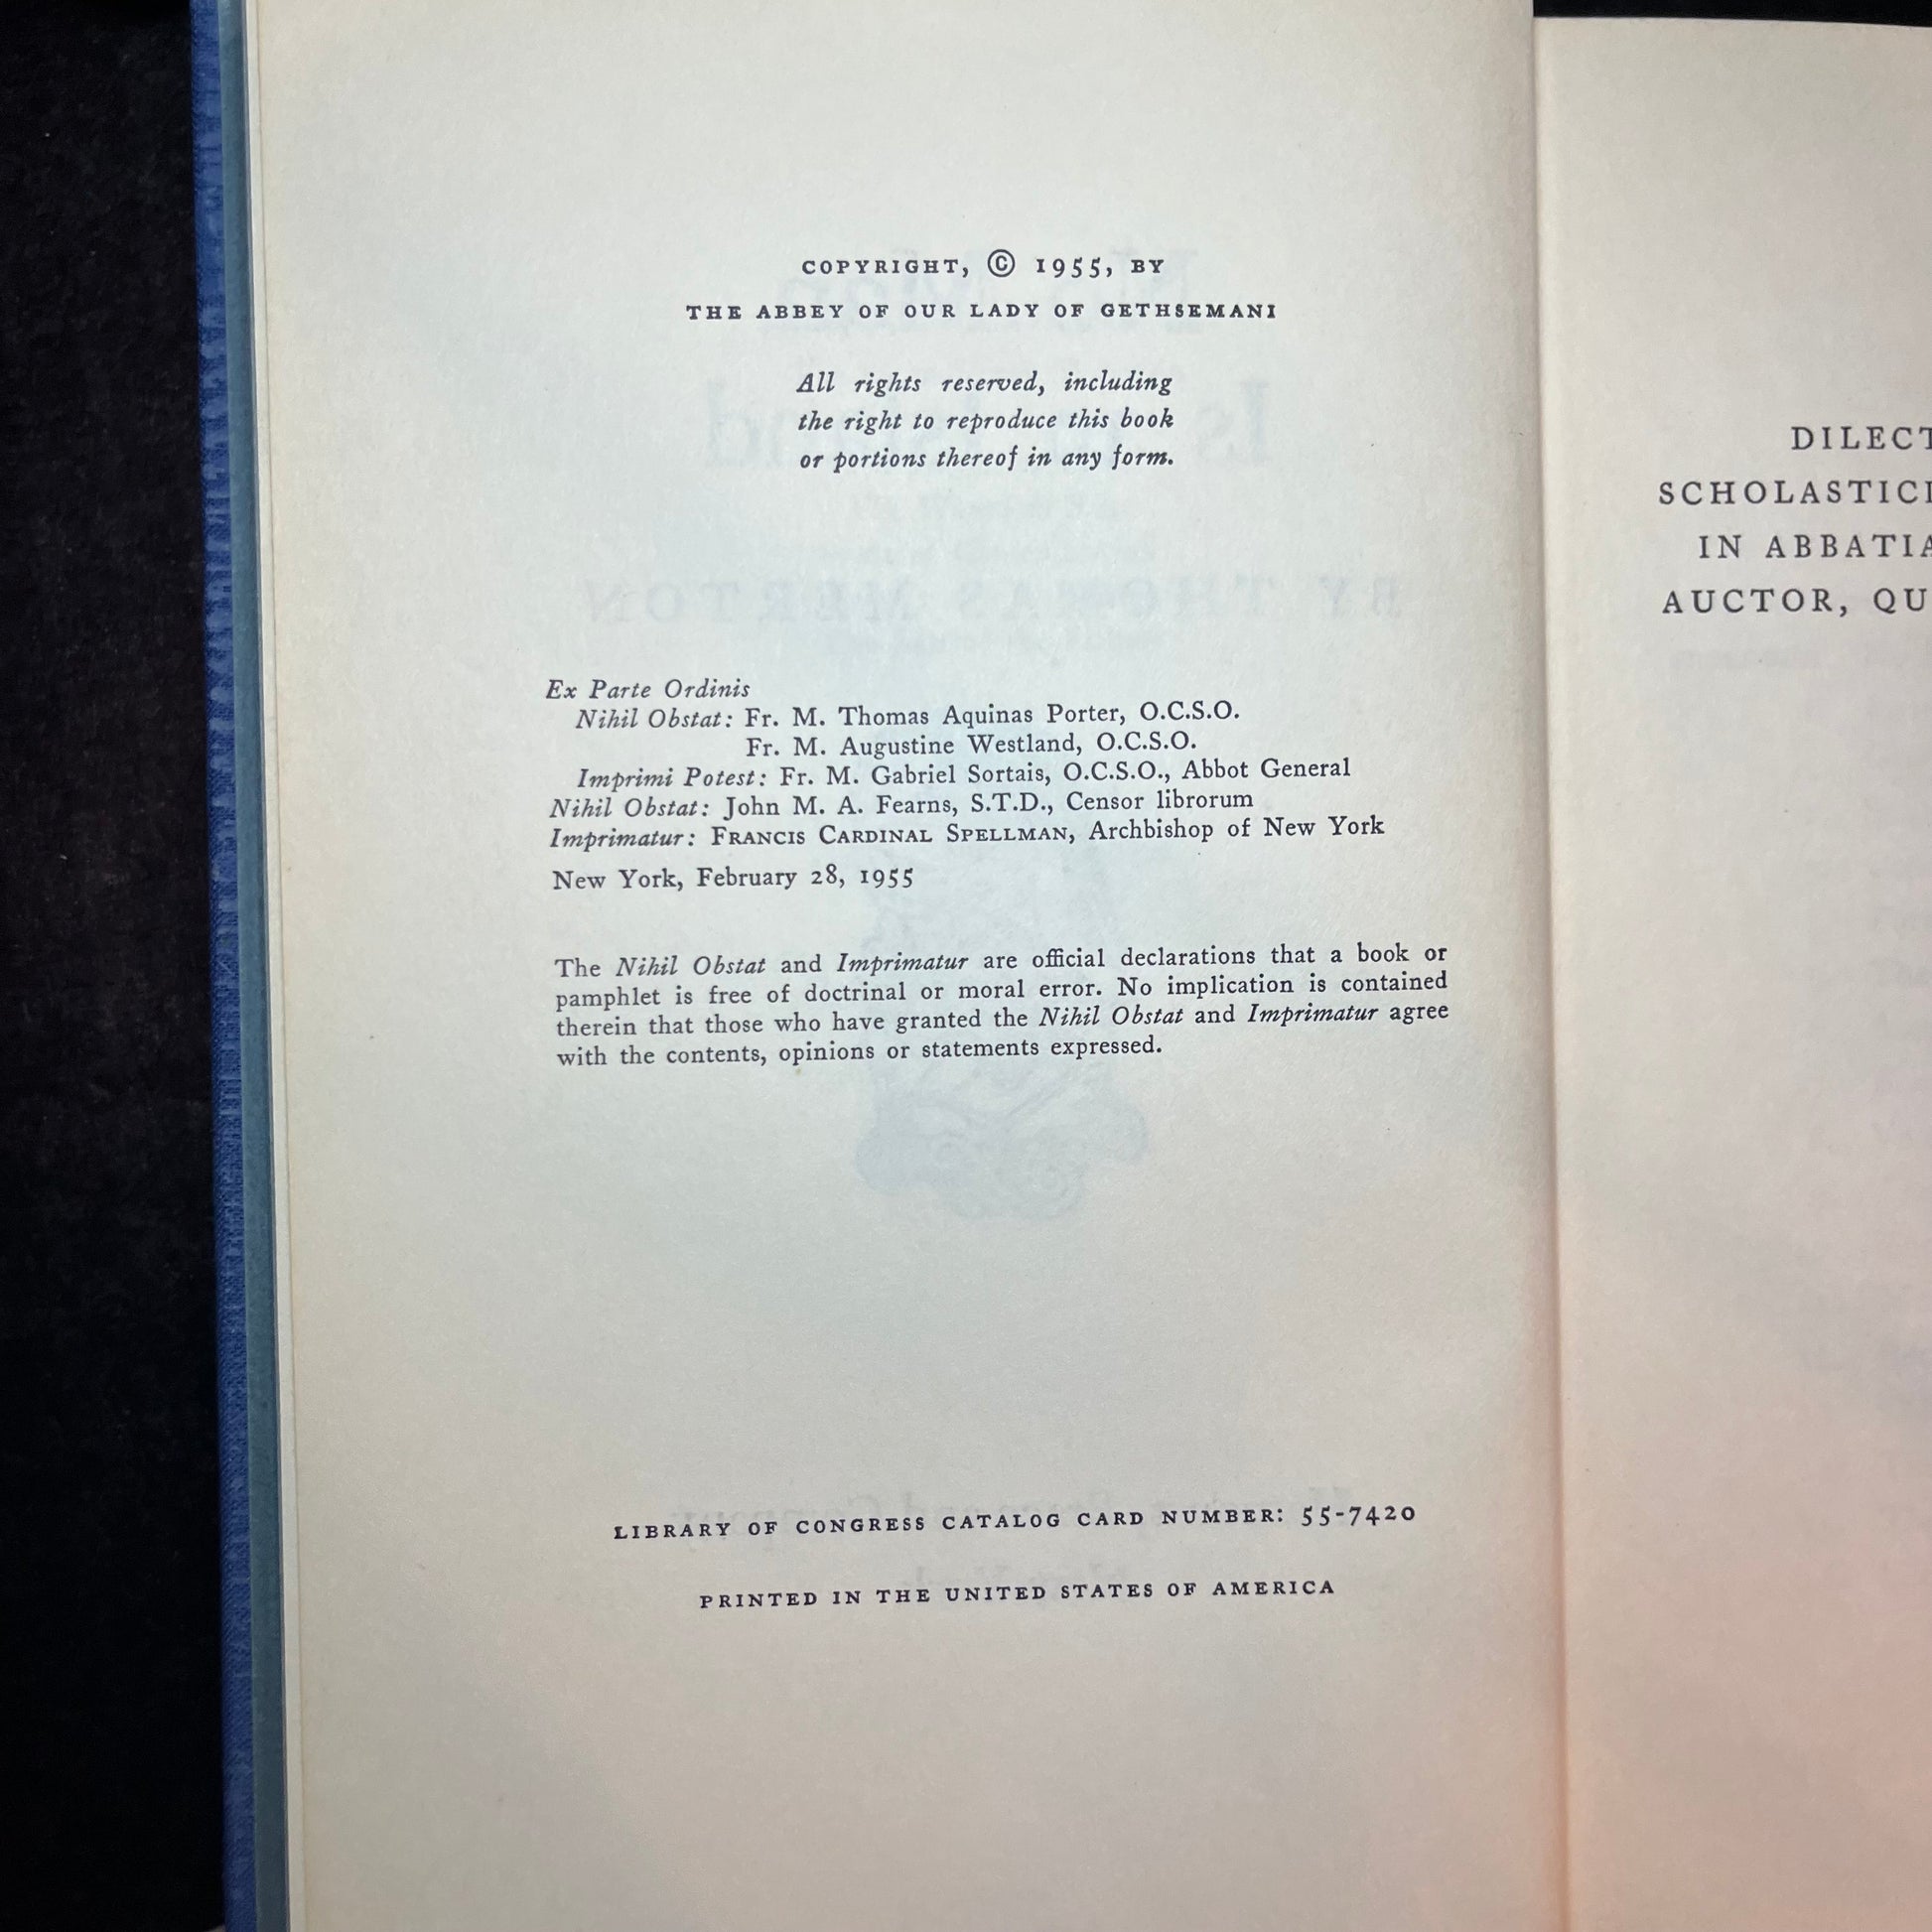 COPYRIGHT, © 1955, BY
THE ABBEY OF OUR LADY OF GETHSEMANI
All rights reserved, including
the right to reproduce this book
or portions thereof in any form.
Ex Parte Ordinis
Nihil Obstat: Fr. M. Thomas Aquinas Porter, O.C.S.O.
Fr. M. Augustine Westland, O.C.S.O.
Imprimi Potest: Fr. M. Gabriel Sortais, O.C.S.O., Abbot General
Nihil Obstat: John M. A. Fearns, S.T.D., Censor librorum
Imprimatur: FRANCIS CARDINAL SPELLMAN, Archbishop of New York
New York, February 28, 1955
The Nihil Obstat and Imprimatur are official declarations that a book or
pamphlet is free of doctrinal or moral error. No implication is contained
therein that those who have granted the Nihil Obstat and Imprimatur agree
with the contents, opinions or statements expressed.
LIBRARY OF CONGRESS CATALOG CARD NUMBER: 55-7420
PRINTED IN THE UNITED STATES OF AMERICA
DILECT
SCHOLASTICI
IN ABBATIA
AUCTOR, QU